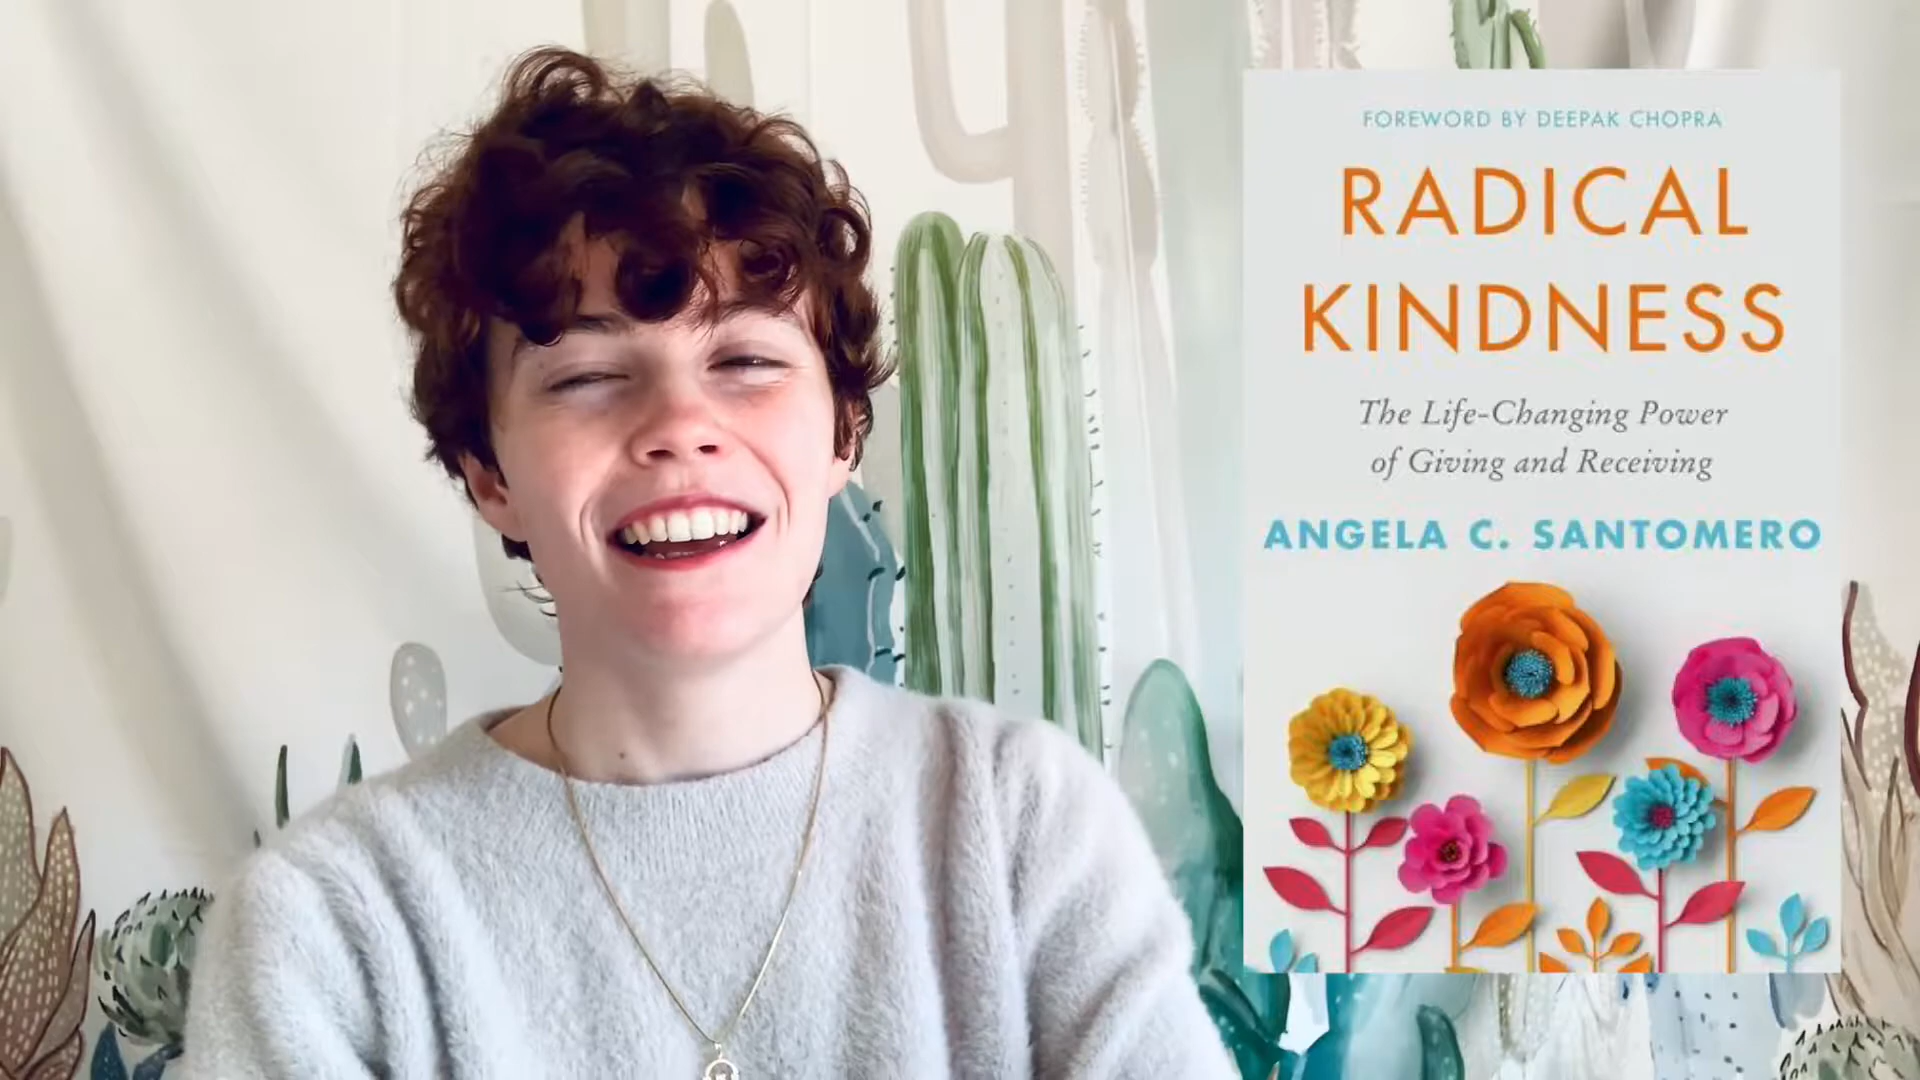 FOREWORD BY DEEPAK CHOPRA
RADICAL
KINDNESS
The Life-Changing Power
of Giving and Receiving
ANGELA C. SANTOMERO